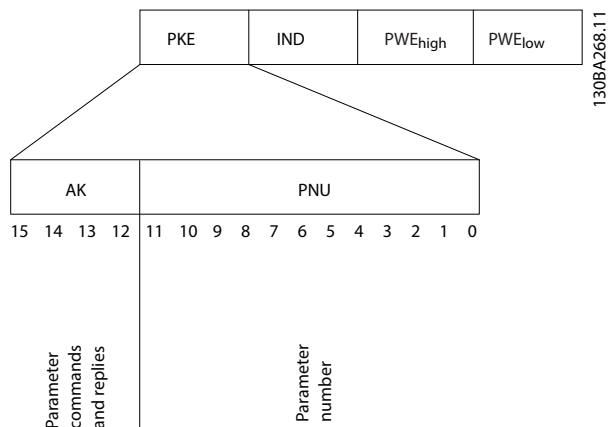 PKE IND PWEhigh PWElow
130BA268.11
AK PNU
15 14 13 12 11 10 9 8 7 6 5 4 3 2 1 0
Parameter
commands
and replies
Parameter
number